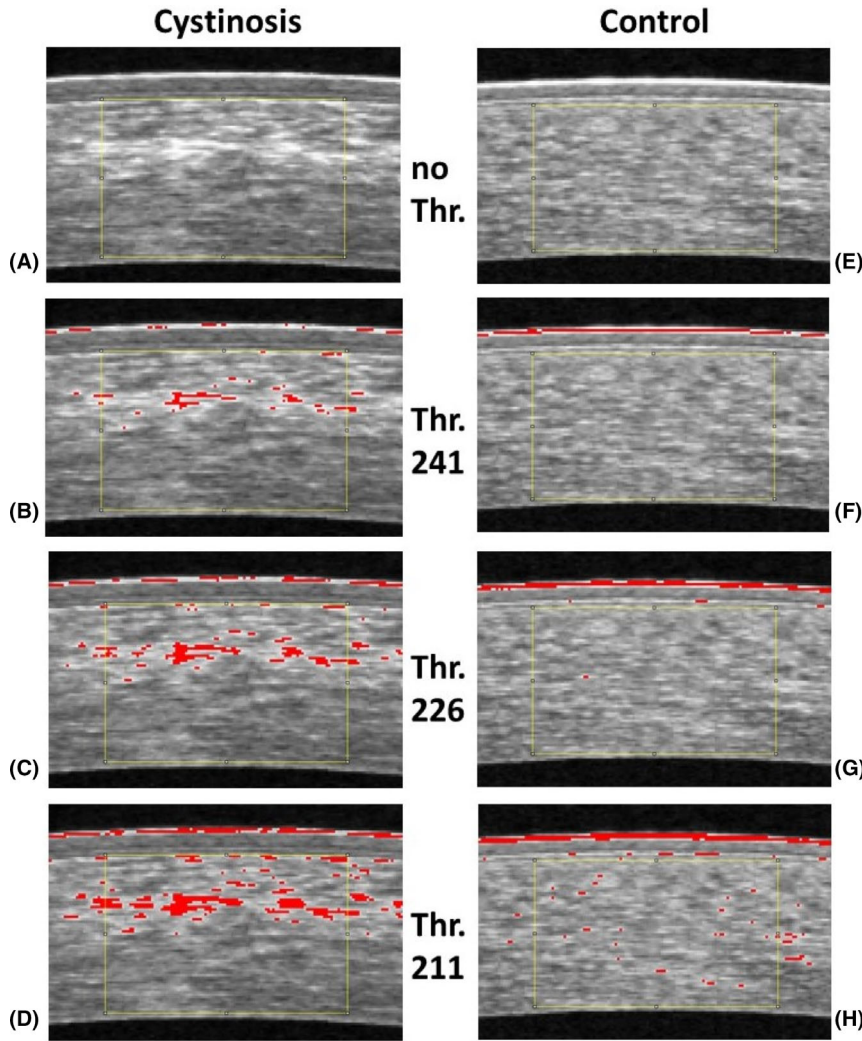 Cystinosis
Control
no
Thr.
(A)
(E)
Thr.
241
(B)
(F)
Thr.
226
(C)
(G)
Thr.
211
(D)
(H)